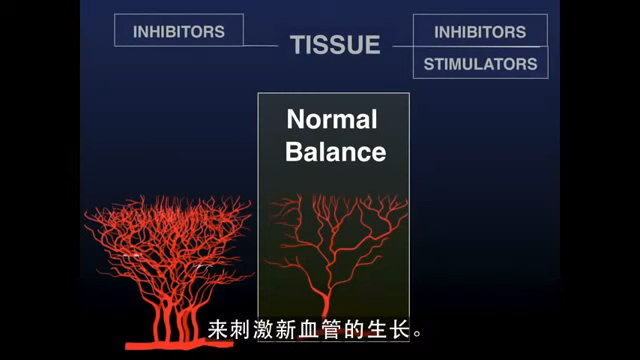 INHIBITORS
TISSUE
INHIBITORS
STIMULATORS
Normal
Balance
来刺激新血管的生长。